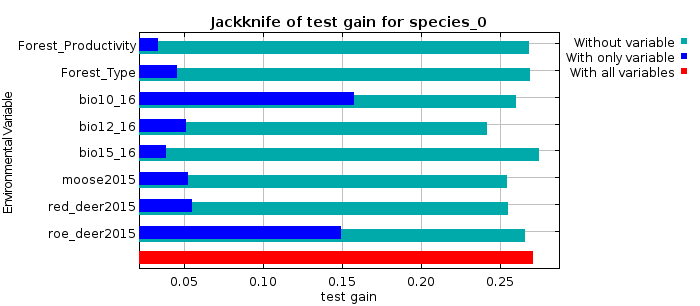 Jackknife of test gain for species_0
Environmental Variable
Forest_Productivity
Forest_Type
bio10_16
bio12_16
bio15_16
moose2015
red_deer2015
roe_deer2015
Without variable
With only variable
With all variables
0.05 0.10 0.15 0.20 0.25
test gain